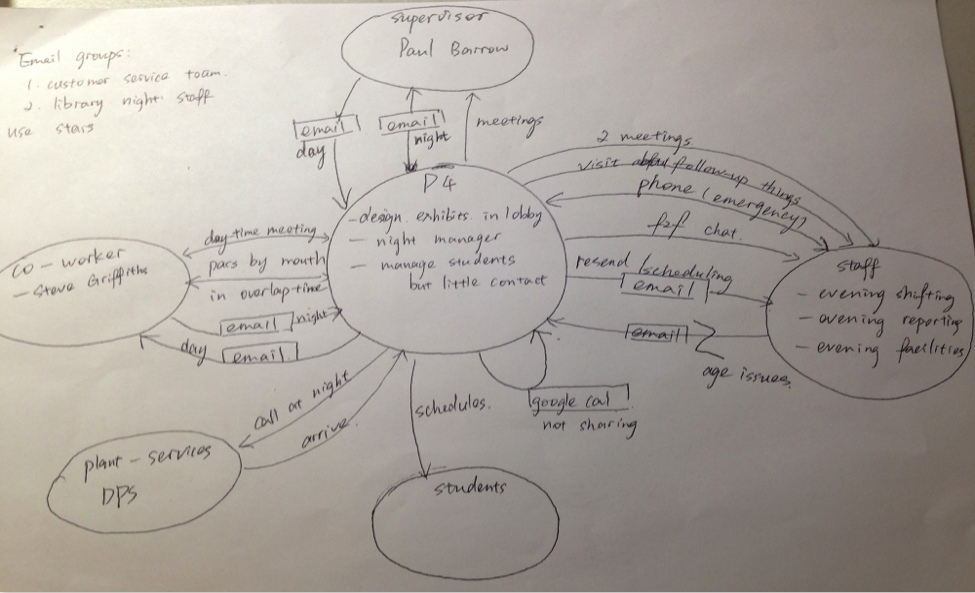 Email groups:
1. customer service team.
2. library night staff
use stars
supervisor
Paul Barrow
email
day
email
night
meetings
2 meetings
visit follow-up things
phone (emergency)
f2f chat.
resend /scheduling
email
email
age issues.
P4
-design exhibits in lobby
- night manager
- manage students
but little contact
co-worker
- Steve Griffiths
day-time meeting
pass by mouth
in overlap-time
email night
day email
staff
- evening shifting
- evening reporting
- evening facilities
call at night
arrive.
plant-services
DPS
schedules.
google cal
not sharing
students